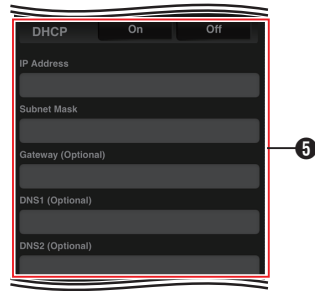 DHCP On Off
IP Address
Subnet Mask
Gateway (Optional)
DNS1 (Optional)
DNS2 (Optional)
5